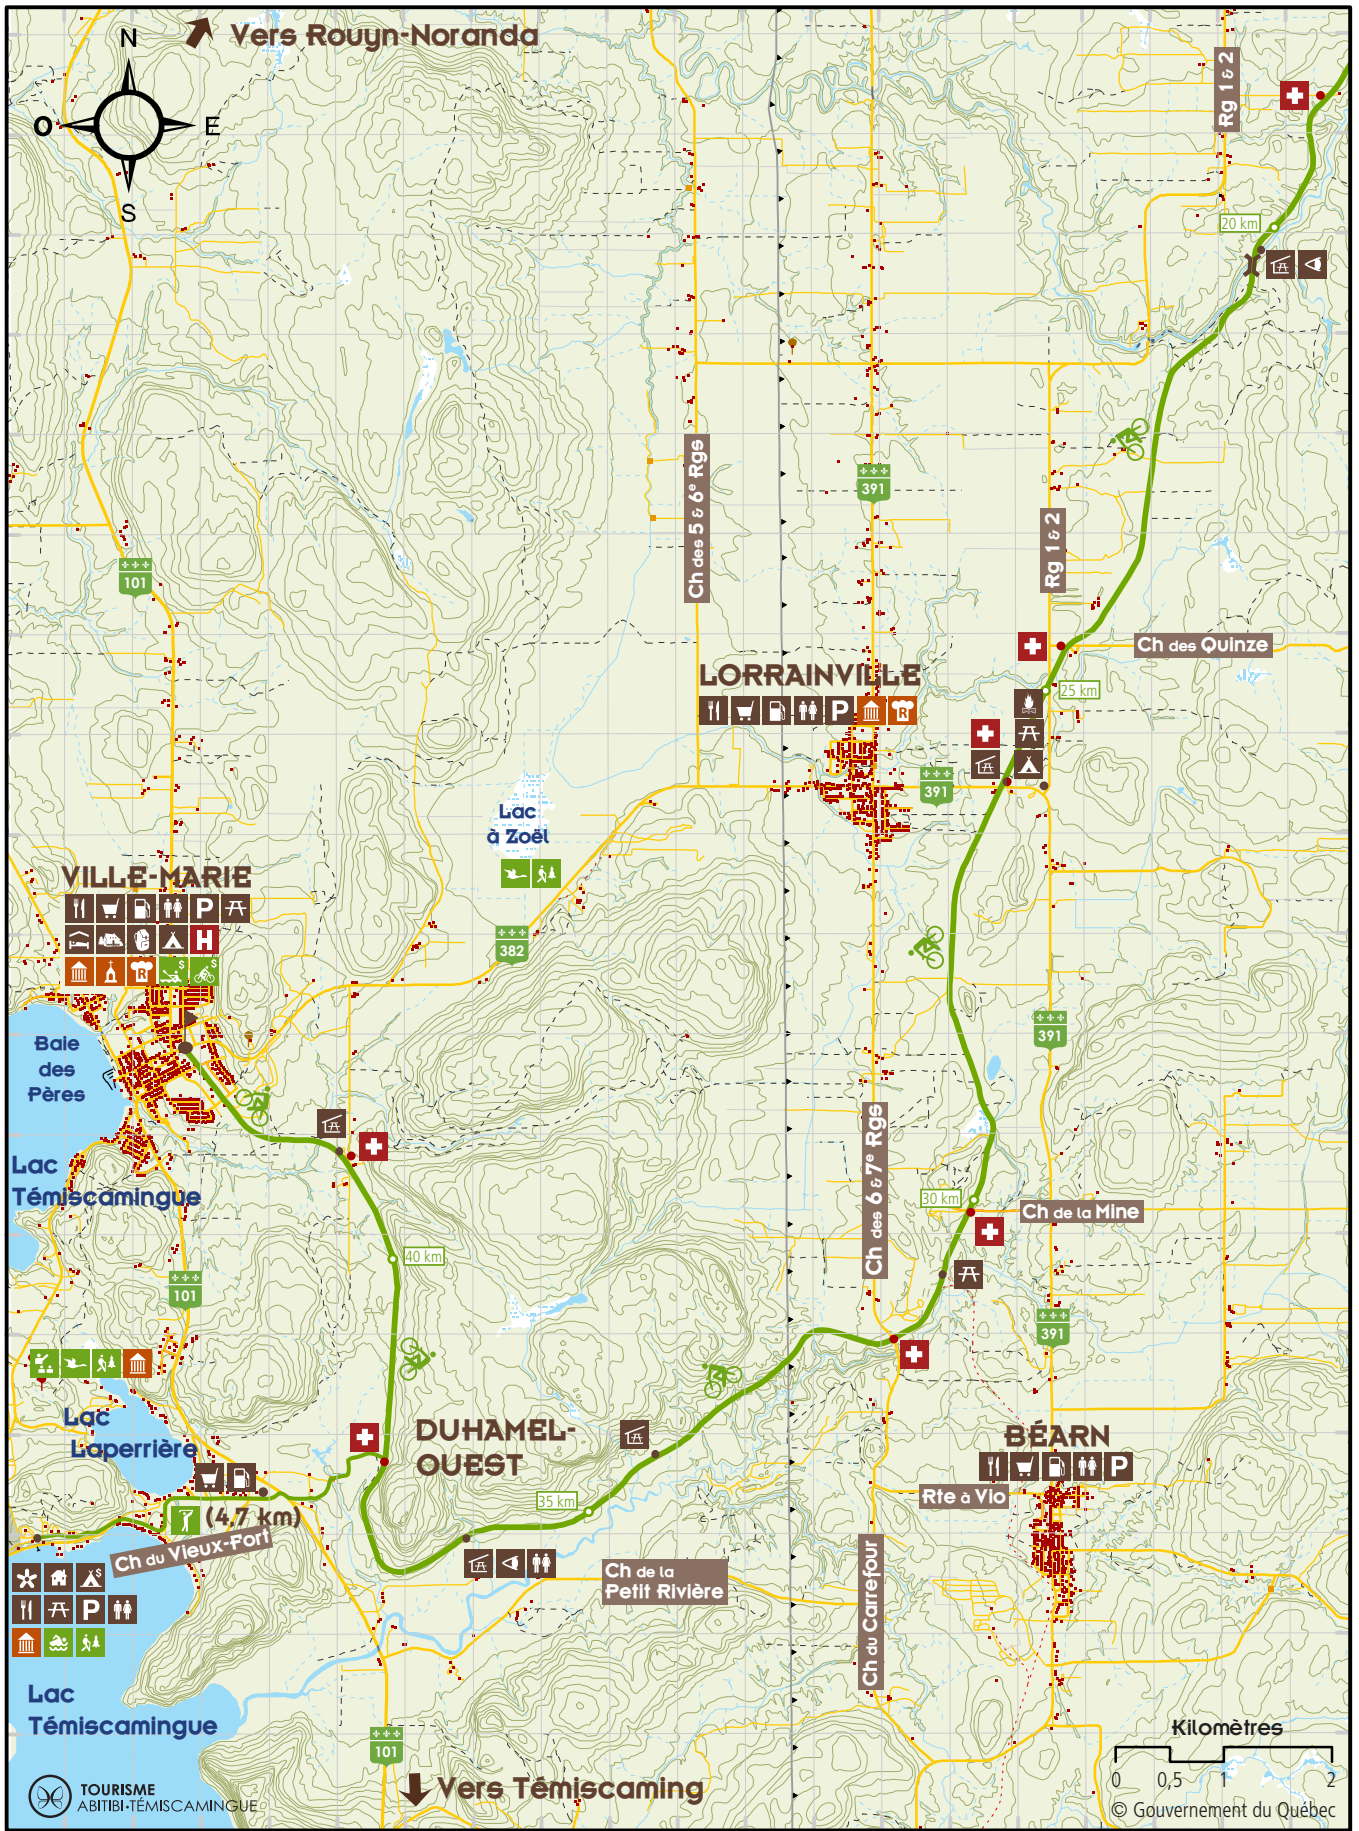 Vers Rouyn-Noranda
N
O
E
S
Rg 1 & 2
20 km
Ch des 5 & 6e Rgs
391
Rg 1 & 2
101
Ch des Quinze
LORRAINVILLE
P
R
25 km
391
Lac
à Zoël
VILLE-MARIE
P
H
R
$
$
382
391
Baie
des
Pères
Ch des 6 & 7e Rgs
Lac
Témiscamingue
30 km
Ch de la Mine
40 km
101
391
Lac
Laperrière
DUHAMEL-
OUEST
BÉARN
P
Rte à Vio
35 km
(4,7 km)
Ch du Vieux-Fort
Ch de la
Petit Rivière
Ch du Carrefour
$
P
Lac
Témiscamingue
101
Kilomètres
0 0,5 1 2
TOURISME
ABITIBI-TÉMISCAMINGUE
Vers Témiscaming
© Gouvernement du Québec